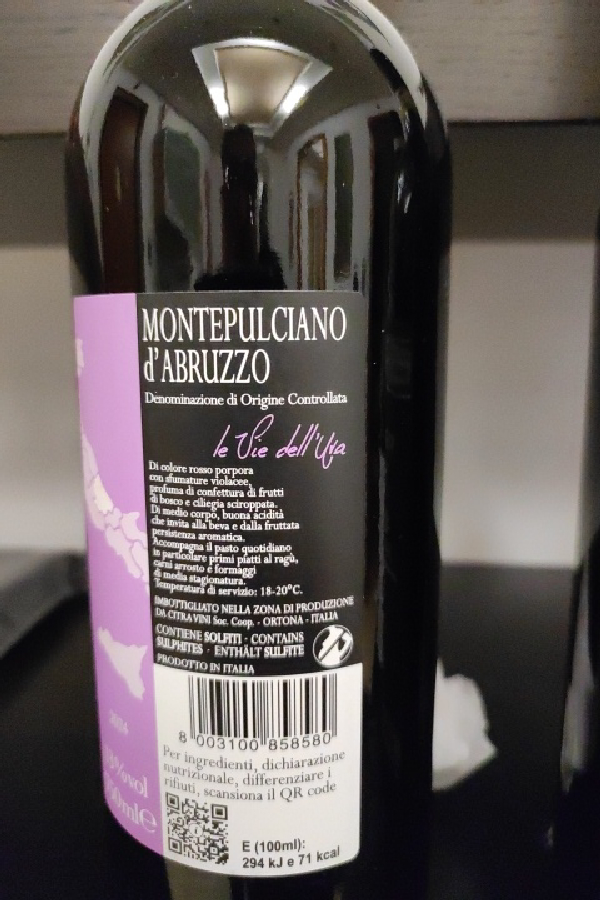 MONTEPULCIANO
d'ABRUZZO
Denominazione di Origine Controllata
le Vie dell'Uva
Di colore rosso porpora
con sfumature violacee,
profuma di confettura di frutti
di bosco e ciliegia sciroppata.
Di medio corpo, buona acidità
che invita alla beva e dalla fruttata
persistenza aromatica.
Accompagna il pasto quotidiano
in particolare primi piatti al ragù,
carni arrosto e formaggi
di media stagionatura.
Temperatura di servizio: 18-20°C.
IMBOTTIGLIATO NELLA ZONA DI PRODUZIONE
DA CITRA VINI Soc. Coop. - ORTONA - ITALIA
CONTIENE SOLFITI - CONTAINS
SULPHITES - ENTHÄLT SULFITE
PRODOTTO IN ITALIA
8 003100 858580
Per ingredienti, dichiarazione
nutrizionale, differenziare i
rifiuti, scansiona il QR code
E (100ml):
294 kJ e 71 kcal
%vol
0ml e